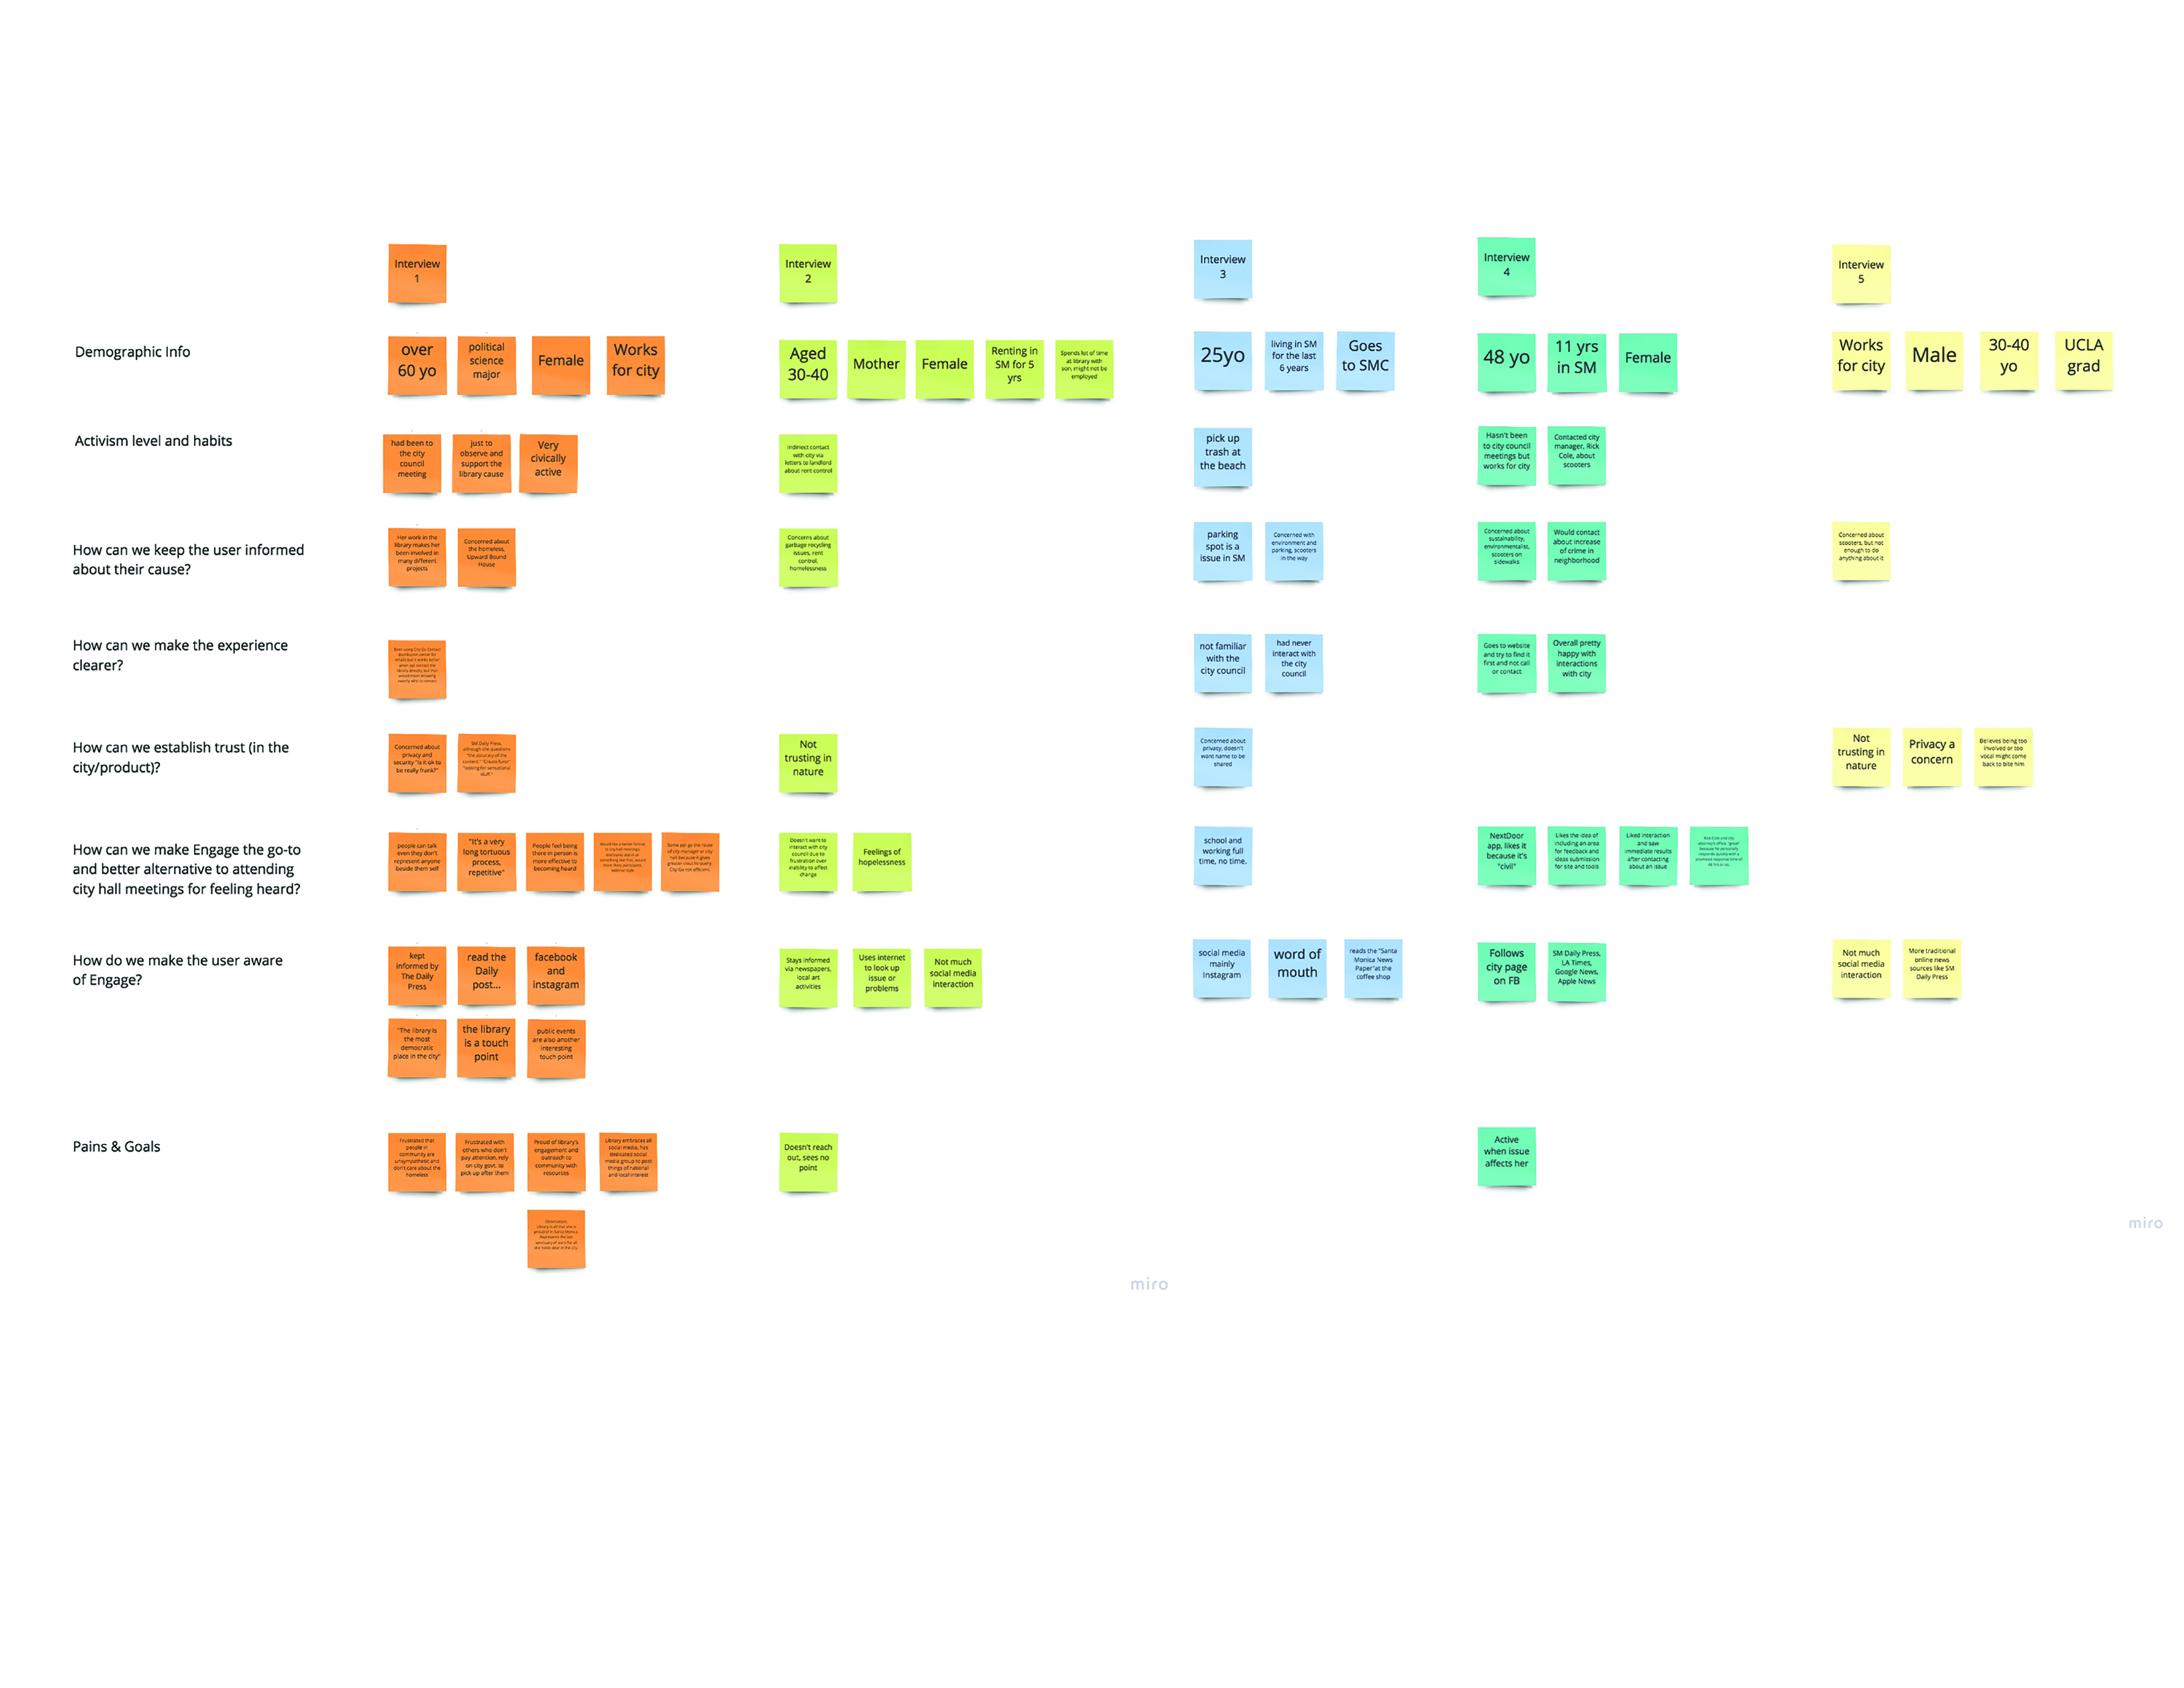 Interview
1
Interview
2
Interview
3
Interview
4
Interview
5
Demographic Info
over
60 yo
political
science
major
Female
Works
for city
Aged
30-40
Mother
Female
Renting in
SM for 5
yrs
Spends lot of time
at library with
son, might not be
employed
25yo
living in SM
for the last
6 years
Goes
to SMC
48 yo
11 yrs
in SM
Female
Works
for city
Male
30-40
yo
UCLA
grad
Activism level and habits
had been to
the city
council
meeting
just to
observe and
support the
library cause
Very
civically
active
Indirect contact
with city via
letters to landlord
about rent control
pick up
trash at
the beach
Hasn't been
to city council
meetings but
works for city
Contacted city
manager, Rick
Cole, about
scooters
How can we keep the user informed
about their cause?
Her work in the
library makes her
been involved in
many different
projects
Concerned about
the homeless,
Upward Bound
House
Concerns about
garbage recycling
issues, rent
control,
homelessness
parking
spot is a
issue in SM
Concerned with
environment and
parking, scooters
in the way
Concerned about
sustainability,
environmentalist,
scooters on
sidewalks
Would contact
about increase
of crime in
neighborhood
Concerned about
scooters, but not
enough to do
anything about it
How can we make the experience
clearer?
not familiar
with the
city council
had never
interact with
the city
council
Goes to website
and try to find it
first and not call
or contact
Overall pretty
happy with
interactions
with city
How can we establish trust (in the
city/product)?
Concerned about
privacy and
security "Is it ok to
be really frank?"
SM Daily Press,
although she questions
"the accuracy of the
content." "Create furor"
"looking for sensational
stuff."
Not
trusting in
nature
Concerned about
privacy, doesn't
want name to be
shared
Not
trusting in
nature
Privacy a
concern
Believes being too
involved or too
vocal might come
back to bite him
How can we make Engage the go-to
and better alternative to attending
city hall meetings for feeling heard?
people can talk
even they don't
represent anyone
beside them self
"It's a very
long tortuous
process,
repetitive"
People feel being
there in person is
more effective to
becoming heard
Doesn't want to
interact with city
council due to
frustration over
inability to affect
change
Feelings of
hopelessness
school and
working full
time, no time.
NextDoor
app, likes it
because it's
"civil"
Likes the idea of
including an area
for feedback and
ideas submission
for site and tools
Liked interaction
and saw
immediate results
after contacting
about an issue
How do we make the user aware
of Engage?
kept
informed by
The Daily
Press
read the
Daily
post...
facebook
and
instagram
Stays informed
via newspapers,
local art
activities
Uses internet
to look up
issue or
problems
Not much
social media
interaction
social media
mainly
Instagram
word of
mouth
reads the "Santa
Monica News
Paper"at the
coffee shop
Follows
city page
on FB
SM Daily Press,
LA Times,
Google News,
Apple News
Not much
social media
interaction
More traditional
online news
sources like SM
Daily Press
"The library is
the most
democratic
place in the city"
the library
is a touch
point
public events
are also another
interesting
touch point
Pains & Goals
Frustrated that
people in
community are
unsympathetic and
don't care about the
homeless
Frustrated with
others who don't
pay attention, rely
on city govt. to
pick up after them
Proud of library's
engagement and
outreach to
community with
resources
Library embraces all
social media, has
dedicated social
media group to post
things of national
and local interest
Doesn't reach
out, sees no
point
Active
when issue
affects her
miro
miro